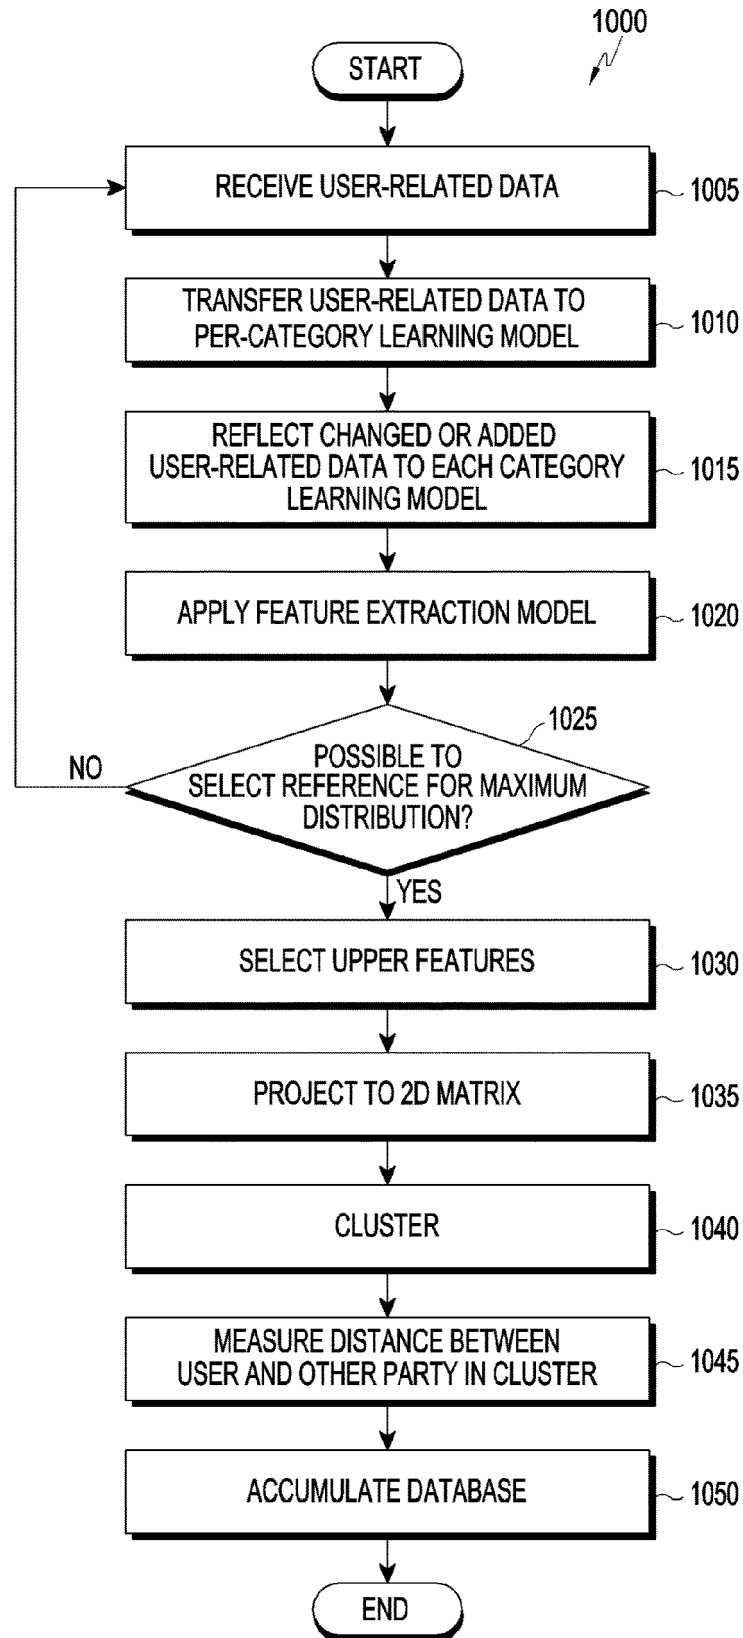 1000
START
RECEIVE USER-RELATED DATA
1005
TRANSFER USER-RELATED DATA TO
PER-CATEGORY LEARNING MODEL
1010
REFLECT CHANGED OR ADDED
USER-RELATED DATA TO EACH CATEGORY
LEARNING MODEL
1015
APPLY FEATURE EXTRACTION MODEL
1020
1025
POSSIBLE TO
SELECT REFERENCE FOR MAXIMUM
DISTRIBUTION?
NO
YES
SELECT UPPER FEATURES
1030
PROJECT TO 2D MATRIX
1035
CLUSTER
1040
MEASURE DISTANCE BETWEEN
USER AND OTHER PARTY IN CLUSTER
1045
ACCUMULATE DATABASE
1050
END